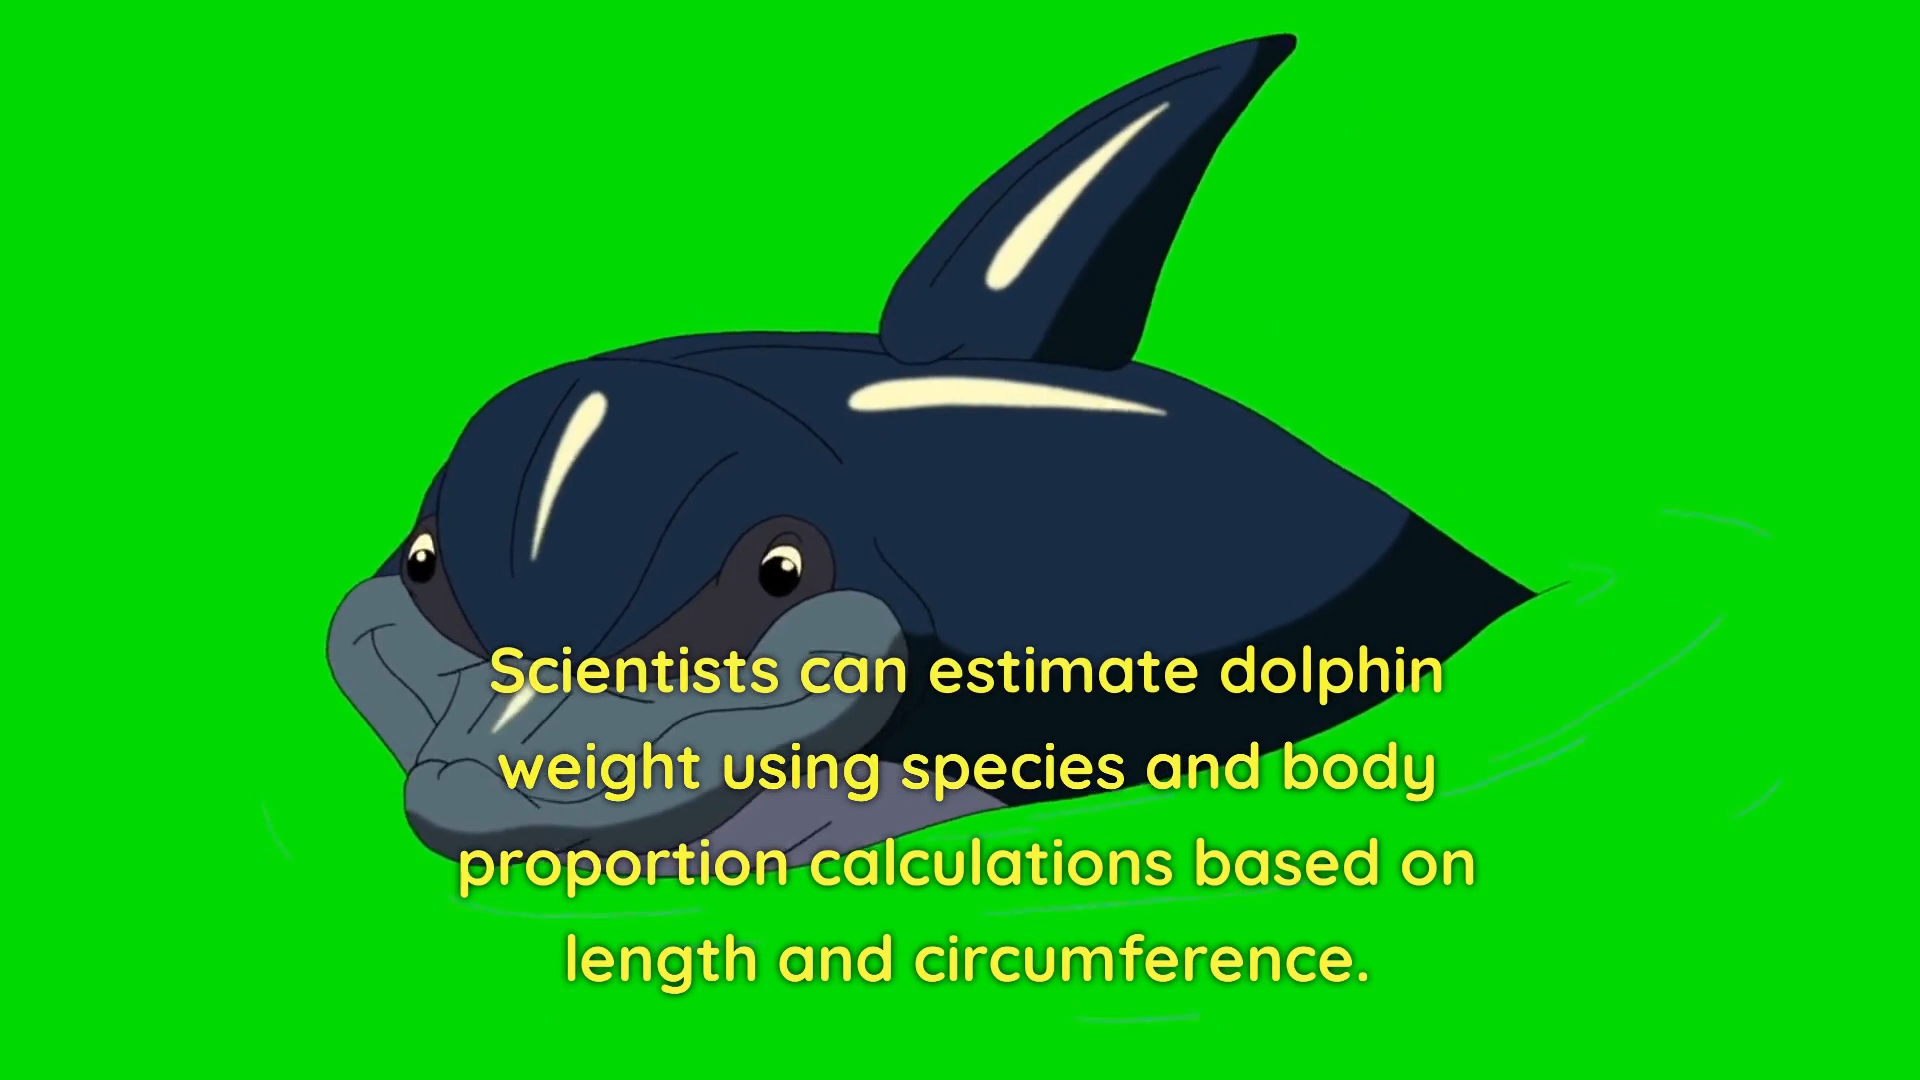 Scientists can estimate dolphin
weight using species and body
proportion calculations based on
length and circumference.